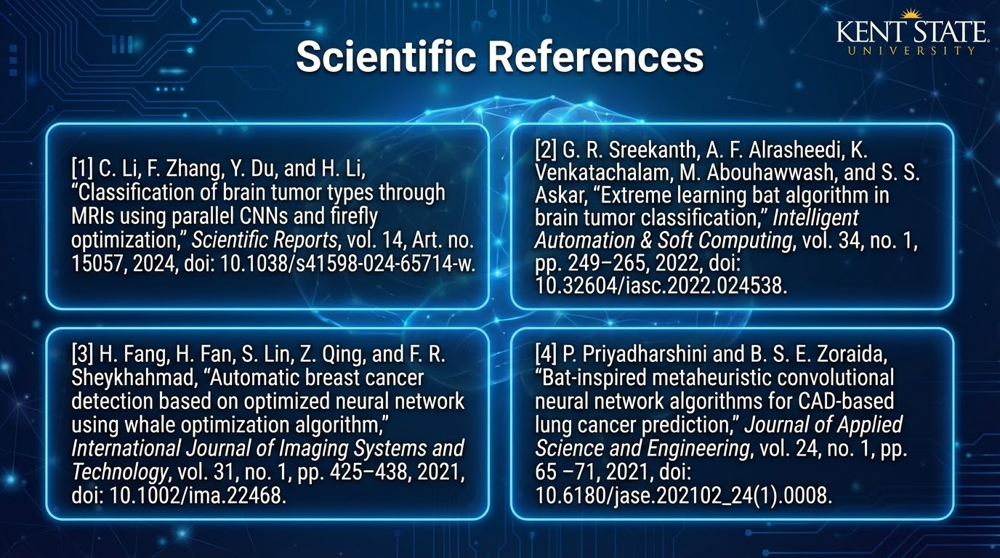 KENT STATE
UNIVERSITY
Scientific References
[1] C. Li, F. Zhang, Y. Du, and H. Li,
“Classification of brain tumor types through
MRIs using parallel CNNs and firefly
optimization,” Scientific Reports, vol. 14, Art. no.
15057, 2024, doi: 10.1038/s41598-024-65714-w.
[2] G. R. Sreekanth, A. F. Alrasheedi, K.
Venkatachalam, M. Abouhawwash, and S. S.
Askar, “Extreme learning bat algorithm in
brain tumor classification,” Intelligent
Automation & Soft Computing, vol. 34, no. 1,
pp. 249–265, 2022, doi:
10.32604/iasc.2022.024538.
[3] H. Fang, H. Fan, S. Lin, Z. Qing, and F. R.
Sheykhahmad, “Automatic breast cancer
detection based on optimized neural network
using whale optimization algorithm,”
International Journal of Imaging Systems and
Technology, vol. 31, no. 1, pp. 425–438, 2021,
doi: 10.1002/ima.22468.
[4] P. Priyadharshini and B. S. E. Zoraida,
“Bat-inspired metaheuristic convolutional
neural network algorithms for CAD-based
lung cancer prediction,” Journal of Applied
Science and Engineering, vol. 24, no. 1, pp.
65 –71, 2021, doi:
10.6180/jase.202102_24(1).0008.